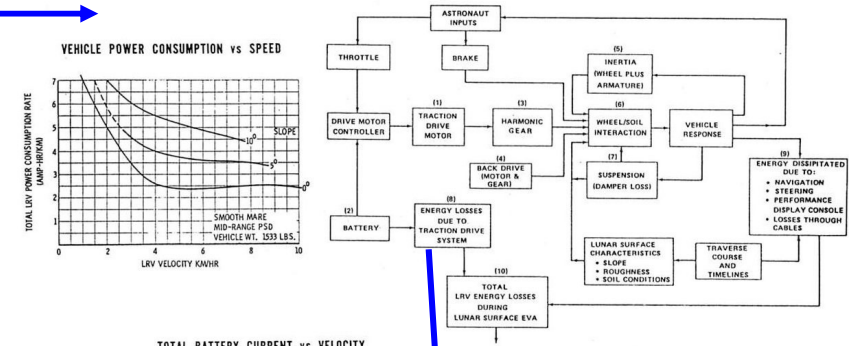 VEHICLE POWER CONSUMPTION vs SPEED
TOTAL LRV POWER CONSUMPTION RATE
(AMP-HR/KM)
7
6
5
4
3
2
1
0
2
4
6
8
10
LRV VELOCITY KM/HR
SLOPE
10°
5°
0°
SMOOTH MARE
MID-RANGE PSD
VEHICLE WT. 1533 LBS.
TOTAL BATTERY CURRENT vs VELOCITY
ASTRONAUT
INPUTS
THROTTLE
BRAKE
(5)
INERTIA
(WHEEL PLUS
ARMATURE)
DRIVE MOTOR
CONTROLLER
(1)
TRACTION
DRIVE
MOTOR
(3)
HARMONIC
GEAR
(6)
WHEEL/SOIL
INTERACTION
VEHICLE
RESPONSE
(4)
BACK DRIVE
(MOTOR &
GEAR)
(7)
SUSPENSION
(DAMPER LOSS)
(9)
ENERGY DISSIPITATED
DUE TO:
• NAVIGATION
• STEERING
• PERFORMANCE
DISPLAY CONSOLE
• LOSSES THROUGH
CABLES
(2)
BATTERY
(8)
ENERGY LOSSES
DUE TO
TRACTION DRIVE
SYSTEM
LUNAR SURFACE
CHARACTERISTICS
• SLOPE
• ROUGHNESS
• SOIL CONDITIONS
TRAVERSE
COURSE
AND
TIMELINES
(10)
TOTAL
LRV ENERGY LOSSES
DURING
LUNAR SURFACE EVA